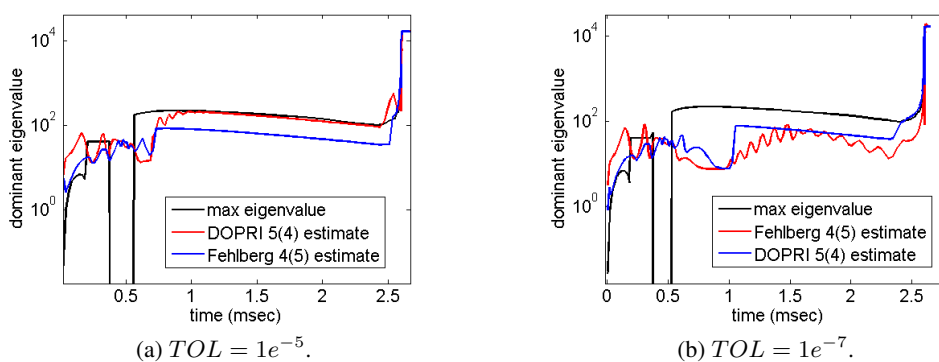 dominant eigenvalue
10^4
10^2
10^0
max eigenvalue
DOPRI 5(4) estimate
Fehlberg 4(5) estimate
0.5 1 1.5 2 2.5
time (msec)
(a) TOL = 1e^{-5}.
dominant eigenvalue
10^4
10^2
10^0
max eigenvalue
Fehlberg 4(5) estimate
DOPRI 5(4) estimate
0 0.5 1 1.5 2 2.5
time (msec)
(b) TOL = 1e^{-7}.